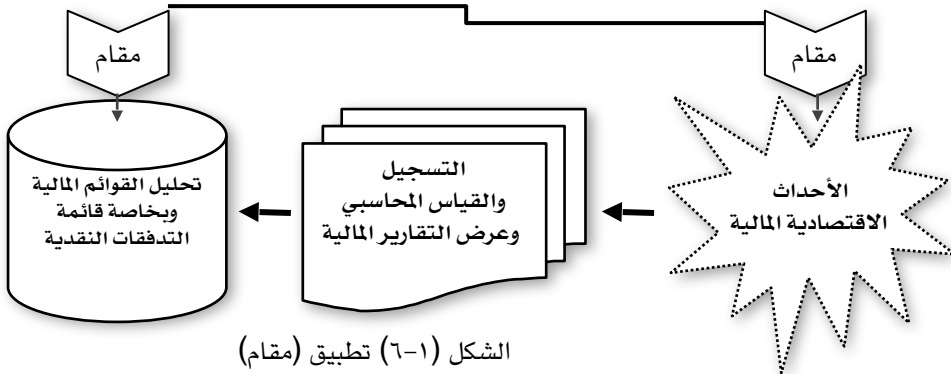 مقام
مقام
الأحداث
الاقتصادية المالية
التسجيل
والقياس المحاسبي
وعرض التقارير المالية
تحليل القوائم المالية
وبخاصة قائمة
التدفقات النقدية
الشكل (١-٦) تطبيق (مقام)